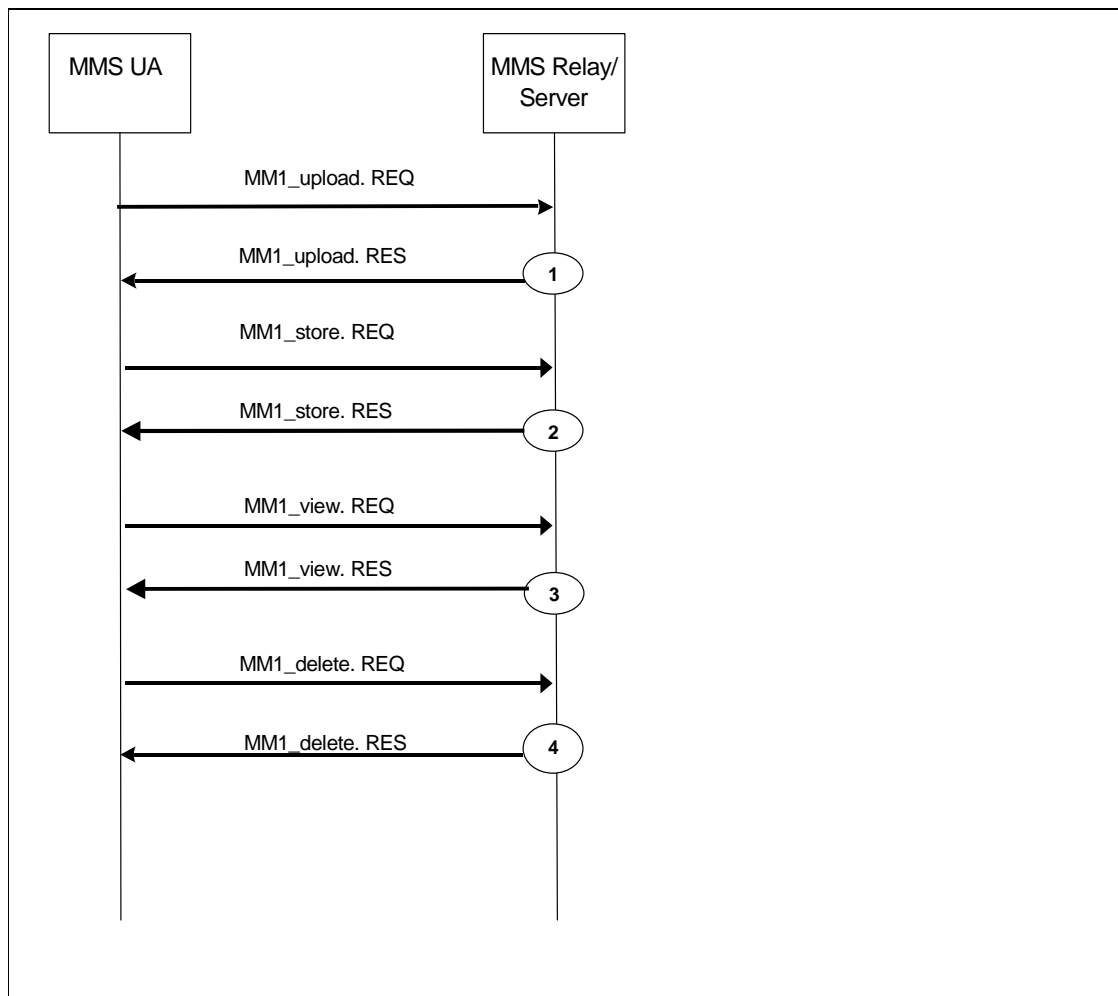 MMS UA
MMS Relay/
Server
MM1_upload. REQ
MM1_upload. RES
1
MM1_store. REQ
MM1_store. RES
2
MM1_view. REQ
MM1_view. RES
3
MM1_delete. REQ
MM1_delete. RES
4